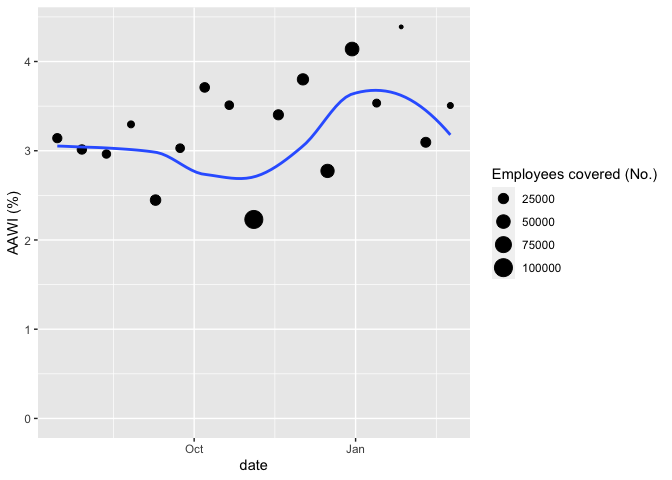 AAWI (%)
4
3
2
1
0
Oct
Jan
date
Employees covered (No.)
25000
50000
75000
100000